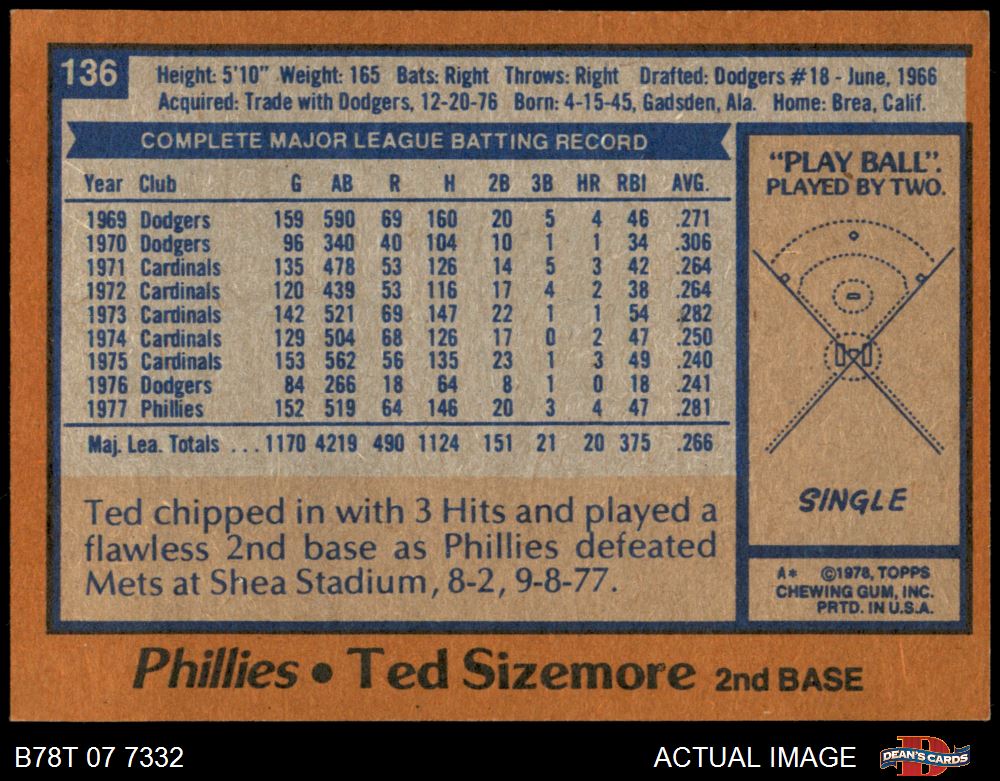 136
Height: 5'10" Weight: 165 Bats: Right Throws: Right Drafted: Dodgers #18 - June, 1966
Acquired: Trade with Dodgers, 12-20-76 Born: 4-15-45, Gadsden, Ala. Home: Brea, Calif.
COMPLETE MAJOR LEAGUE BATTING RECORD
Year Club G AB R H 2B 3B HR RBI AVG.
1969 Dodgers 159 590 69 160 20 5 4 46 .271
1970 Dodgers 96 340 40 104 10 1 1 34 .306
1971 Cardinals 135 478 53 126 14 5 3 42 .264
1972 Cardinals 120 439 53 116 17 4 2 38 .264
1973 Cardinals 142 521 69 147 22 1 1 54 .282
1974 Cardinals 129 504 68 126 17 0 2 47 .250
1975 Cardinals 153 562 56 135 23 1 3 49 .240
1976 Dodgers 84 266 18 64 8 1 0 18 .241
1977 Phillies 152 519 64 146 20 3 4 47 .281
Maj. Lea. Totals ... 1170 4219 490 1124 151 21 20 375 .266
Ted chipped in with 3 Hits and played a
flawless 2nd base as Phillies defeated
Mets at Shea Stadium, 8-2, 9-8-77.
"PLAY BALL".
PLAYED BY TWO.
SINGLE
A* ©1978, TOPPS
CHEWING GUM, INC.
PRTD. IN U.S.A.
Phillies • Ted Sizemore 2nd BASE
B78T 07 7332
ACTUAL IMAGE
D
DEAN'S CARDS